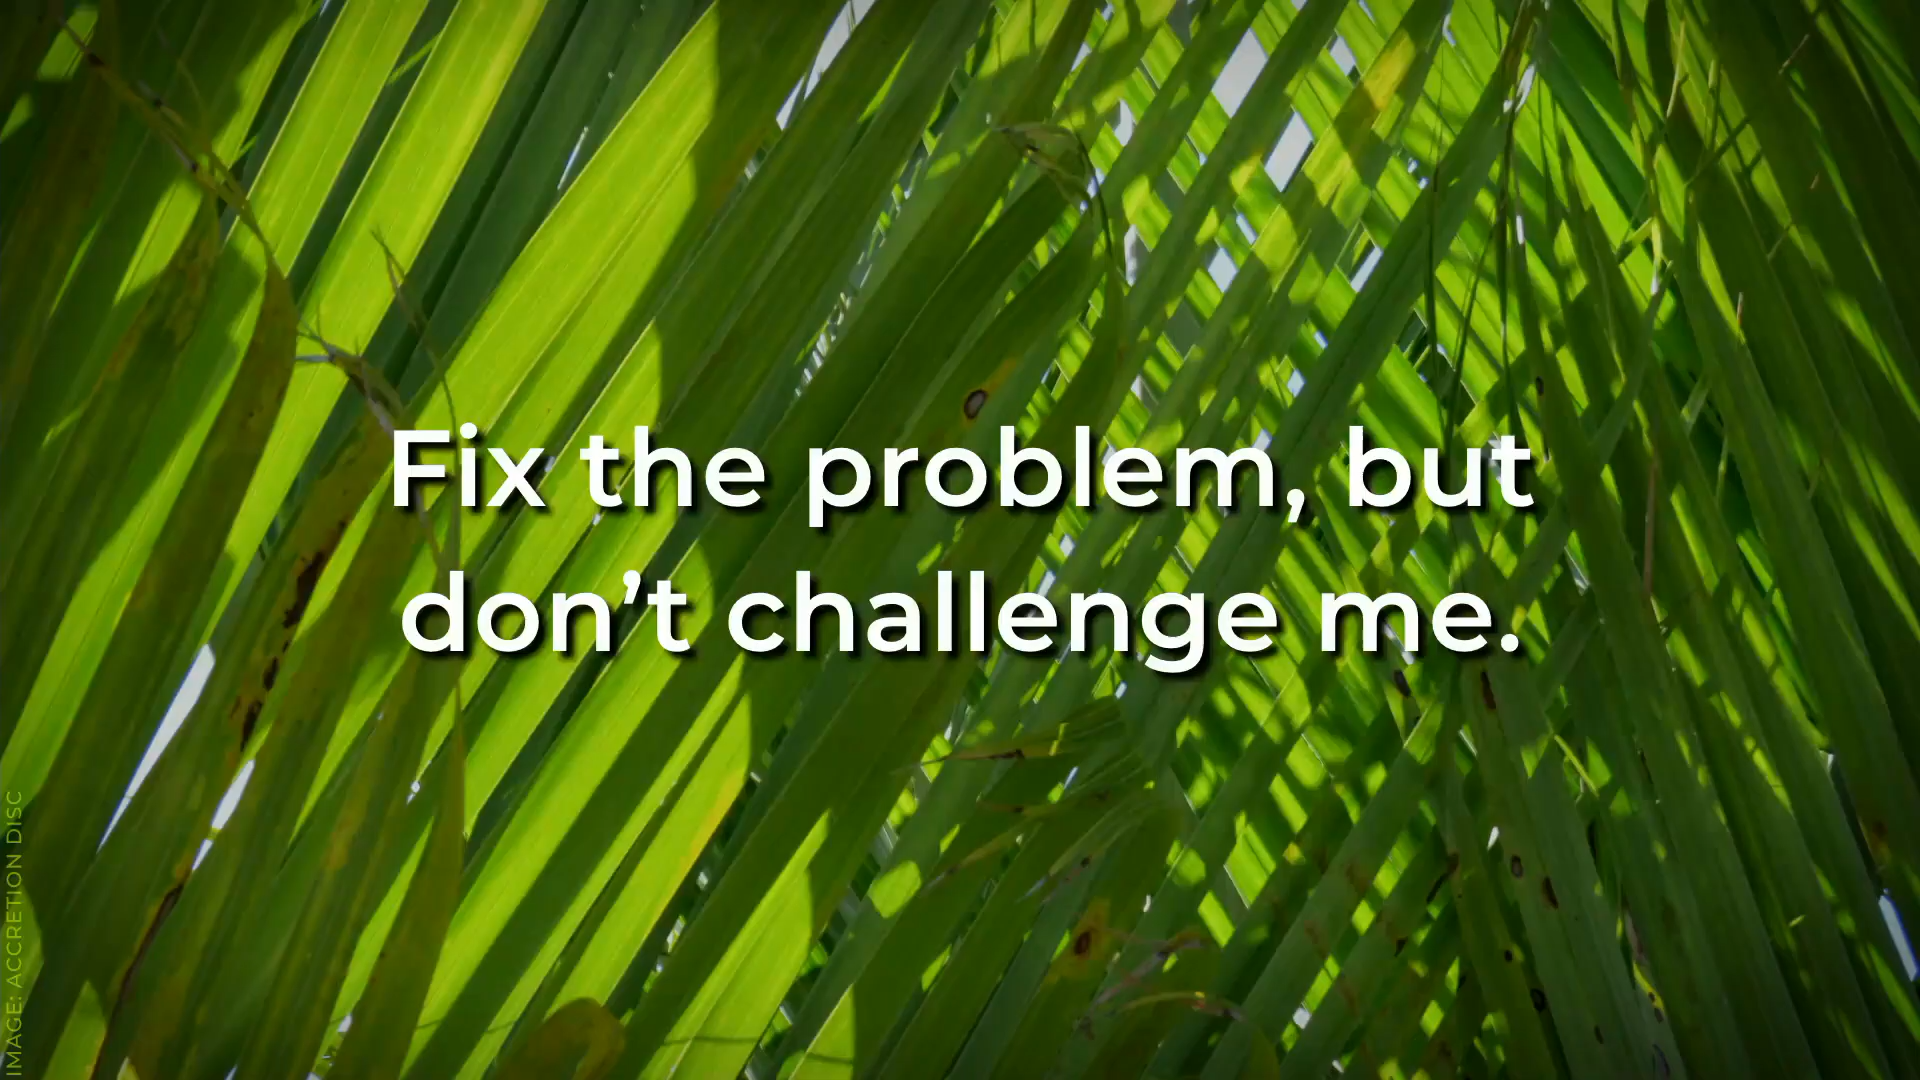 Fix the problem, but
don’t challenge me.
IMAGE: ACCRETION DISC